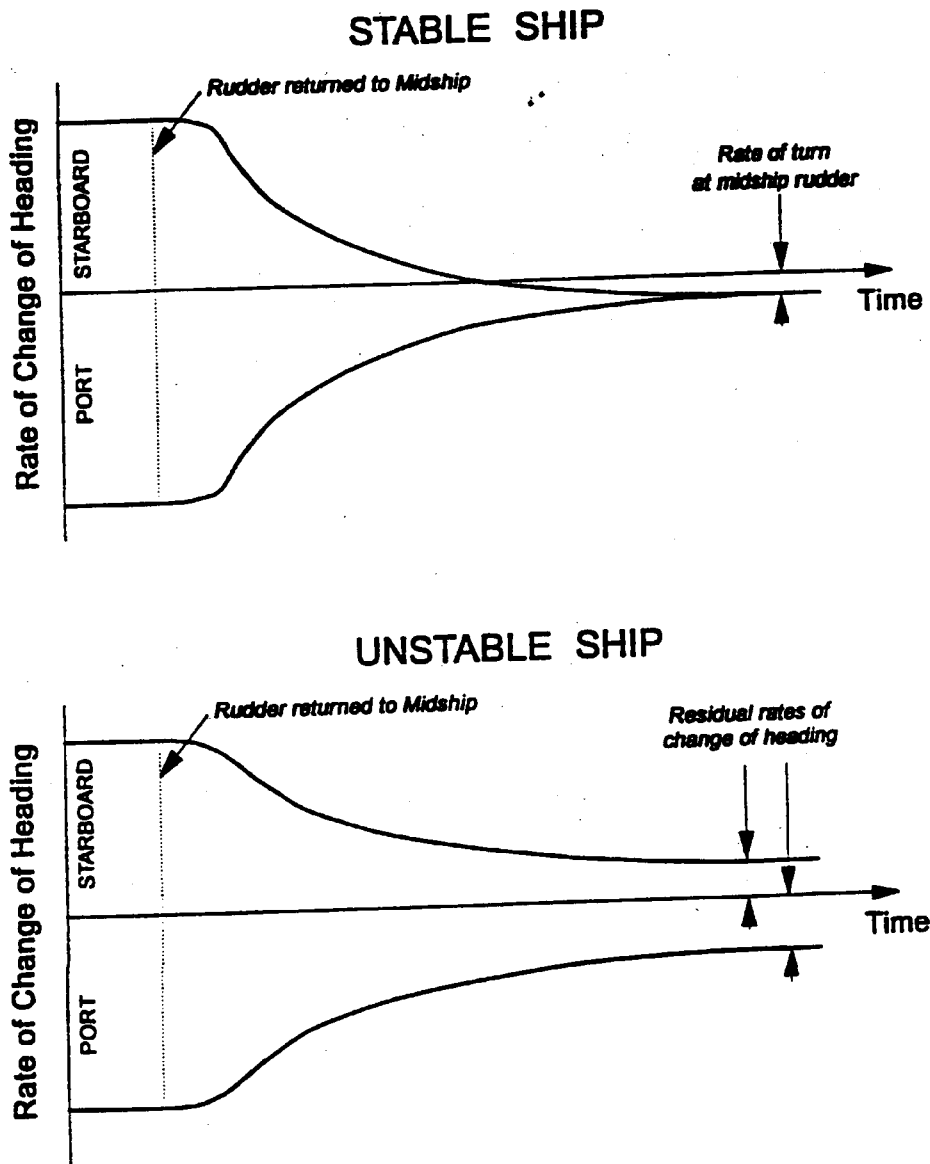 STABLE SHIP
Rudder returned to Midship
Rate of turn
at midship rudder
Rate of Change of Heading
STARBOARD
PORT
Time
UNSTABLE SHIP
Rudder returned to Midship
Residual rates of
change of heading
Rate of Change of Heading
STARBOARD
PORT
Time